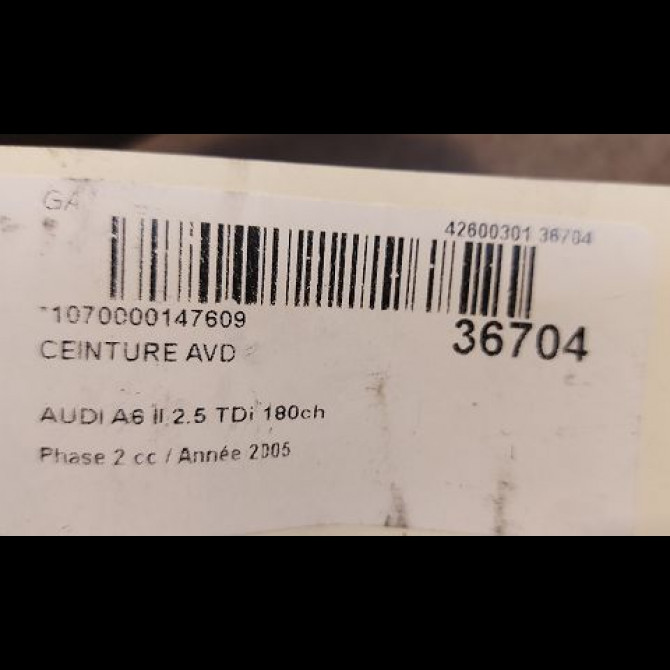 GA
42600301 36704
1070000147609
36704
CEINTURE AVD
AUDI A6 II 2.5 TDi 180ch
Phase 2 cc / Année 2005